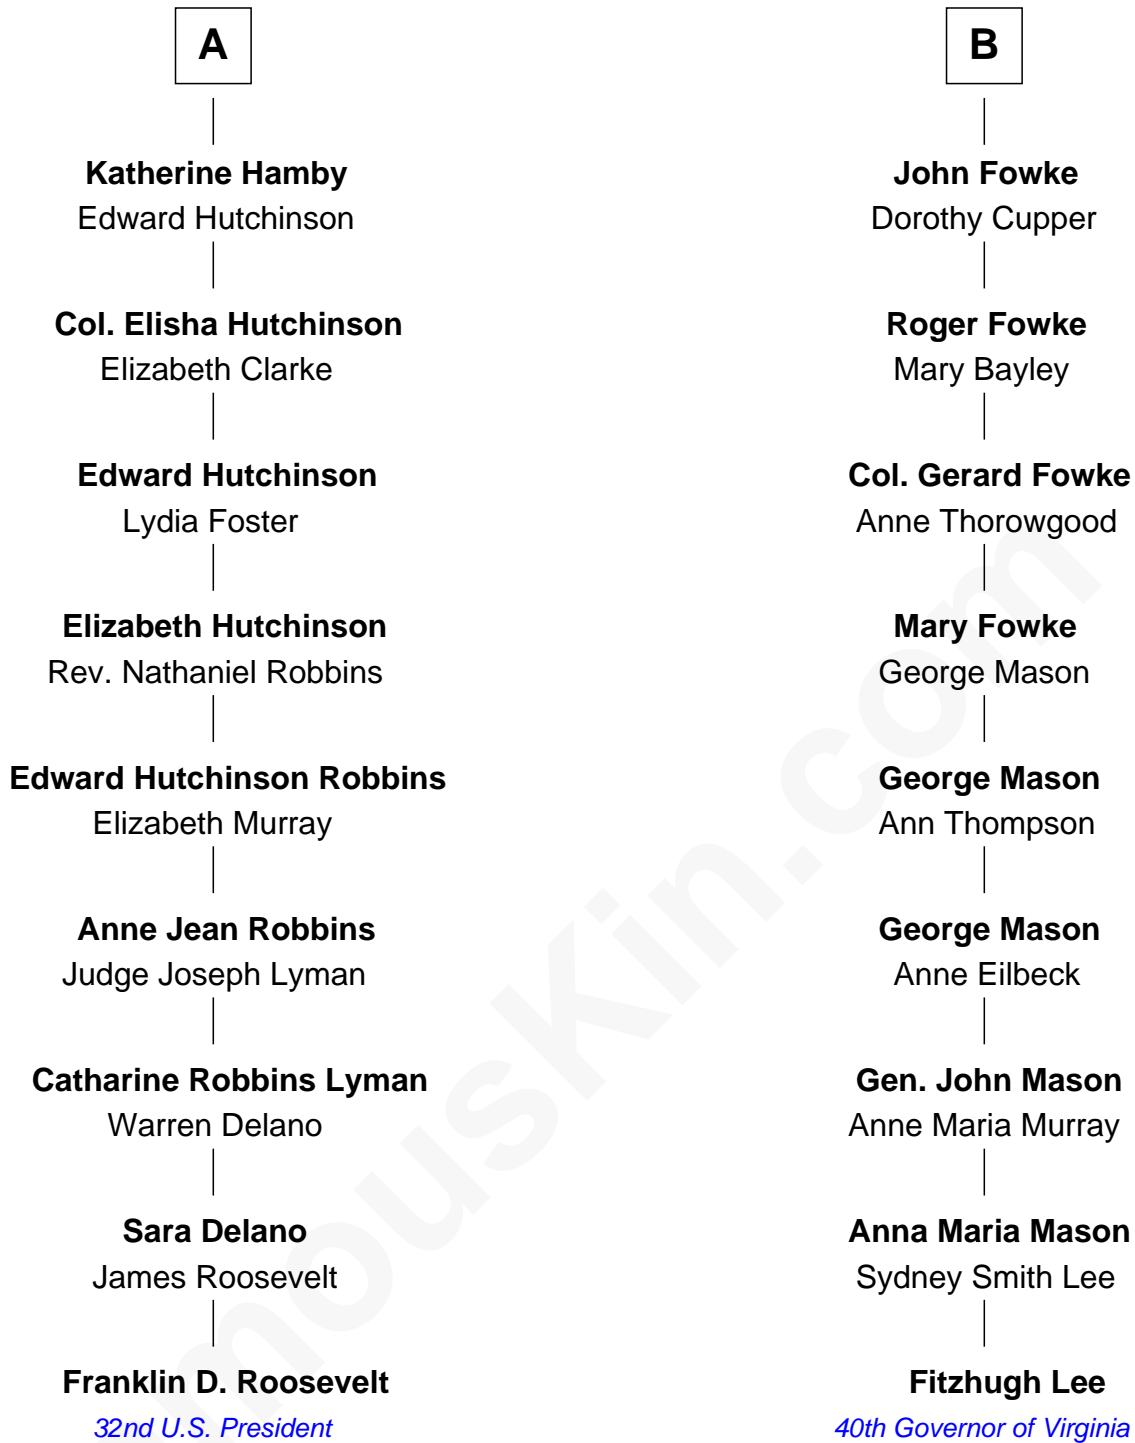 A
Katherine Hamby
Edward Hutchinson
Col. Elisha Hutchinson
Elizabeth Clarke
Edward Hutchinson
Lydia Foster
Elizabeth Hutchinson
Rev. Nathaniel Robbins
Edward Hutchinson Robbins
Elizabeth Murray
Anne Jean Robbins
Judge Joseph Lyman
Catharine Robbins Lyman
Warren Delano
Sara Delano
James Roosevelt
Franklin D. Roosevelt
32nd U.S. President
B
John Fowke
Dorothy Cupper
Roger Fowke
Mary Bayley
Col. Gerard Fowke
Anne Thorowgood
Mary Fowke
George Mason
George Mason
Ann Thompson
George Mason
Anne Eilbeck
Gen. John Mason
Anne Maria Murray
Anna Maria Mason
Sydney Smith Lee
Fitzhugh Lee
40th Governor of Virginia
mousKin.com